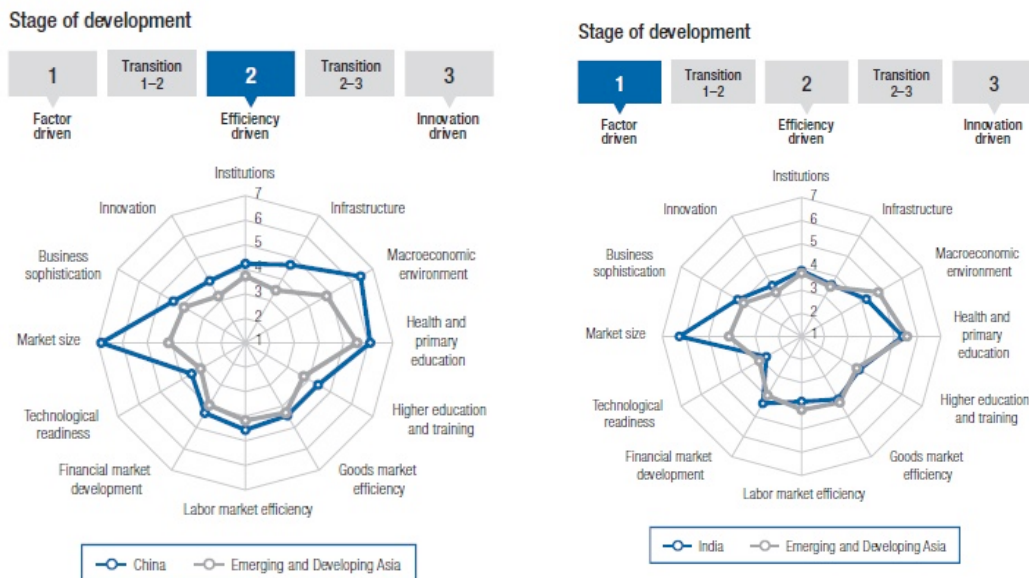 Stage of development
1
Transition
1–2
2
Transition
2–3
3
Factor
driven
Efficiency
driven
Innovation
driven
Institutions
7
6
5
4
3
2
1
Infrastructure
Macroeconomic
environment
Health and
primary
education
Higher education
and training
Goods market
efficiency
Labor market efficiency
Financial market
development
Technological
readiness
Market size
Business
sophistication
Innovation
China
Emerging and Developing Asia
Stage of development
1
Transition
1–2
2
Transition
2–3
3
Factor
driven
Efficiency
driven
Innovation
driven
Institutions
7
6
5
4
3
2
1
Infrastructure
Macroeconomic
environment
Health and
primary
education
Higher education
and training
Goods market
efficiency
Labor market efficiency
Financial market
development
Technological
readiness
Market size
Business
sophistication
Innovation
India
Emerging and Developing Asia